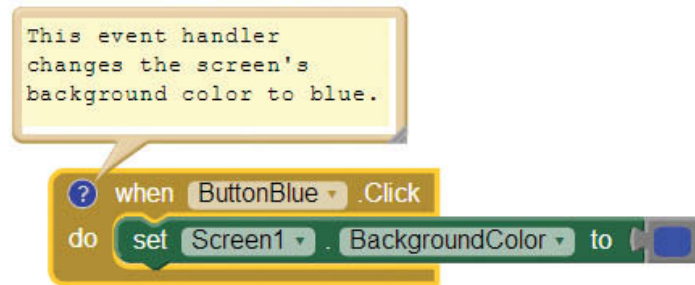 This event handler
changes the screen's
background color to blue.
? when ButtonBlue .Click
do set Screen1 . BackgroundColor to